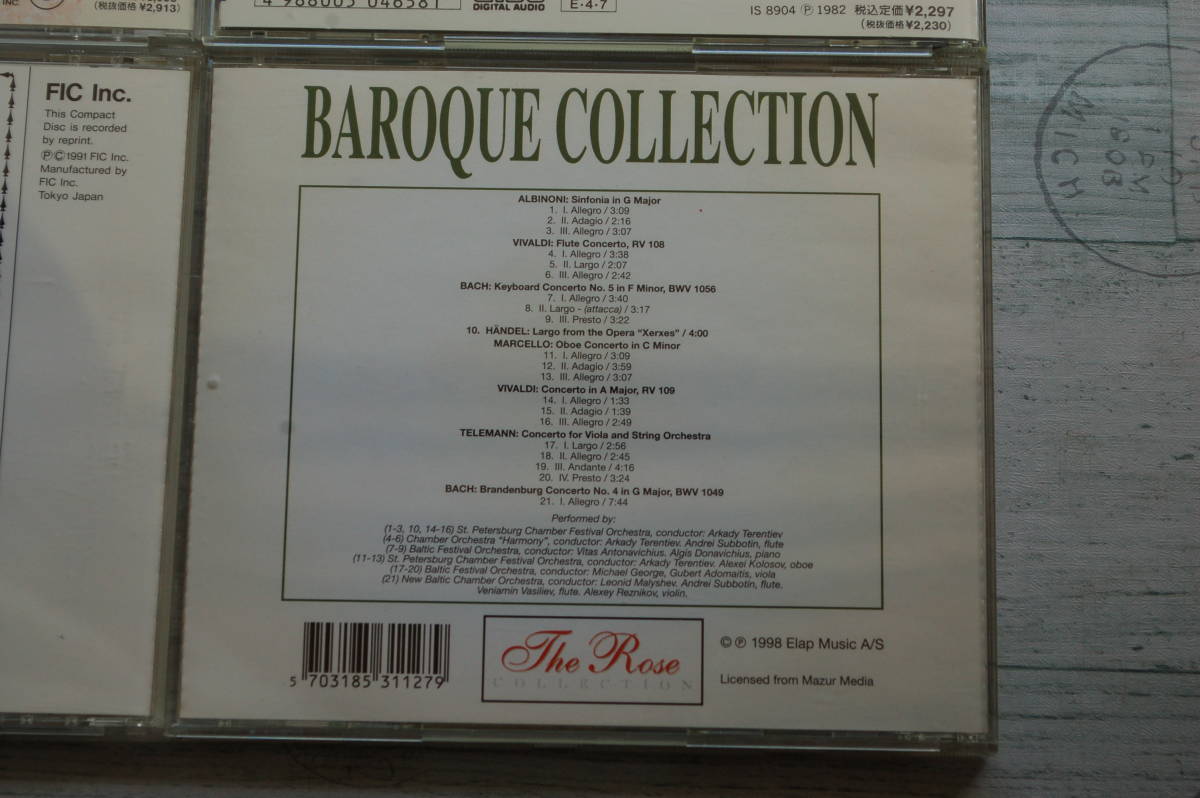 INC.
(税抜価格¥2,913)
4 988005 046581
DIGITAL AUDIO
E・4・7
IS 8904 Ⓟ 1982 税込定価¥2,297
(税抜価格¥2,230)
FIC Inc.
This Compact
Disc is recorded
by reprint.
ⓅⒸ1991 FIC Inc.
Manufactured by
FIC Inc.
Tokyo Japan
BAROQUE COLLECTION
ALBINONI: Sinfonia in G Major
1. I. Allegro / 3:09
2. II. Adagio / 2:16
3. III. Allegro / 3:07
VIVALDI: Flute Concerto, RV 108
4. I. Allegro / 3:38
5. II. Largo / 2:07
6. III. Allegro / 2:42
BACH: Keyboard Concerto No. 5 in F Minor, BWV 1056
7. I. Allegro / 3:40
8. II. Largo - (attacca) / 3:17
9. III. Presto / 3:22
10. HÄNDEL: Largo from the Opera "Xerxes" / 4:00
MARCELLO: Oboe Concerto in C Minor
11. I. Allegro / 3:09
12. II. Adagio / 3:59
13. III. Allegro / 3:07
VIVALDI: Concerto in A Major, RV 109
14. I. Allegro / 1:33
15. II. Adagio / 1:39
16. III. Allegro / 2:49
TELEMANN: Concerto for Viola and String Orchestra
17. I. Largo / 2:56
18. II. Allegro / 2:45
19. III. Andante / 4:16
20. IV. Presto / 3:24
BACH: Brandenburg Concerto No. 4 in G Major, BWV 1049
21. I. Allegro / 7:44
Performed by:
(1-3, 10, 14-16) St. Petersburg Chamber Festival Orchestra, conductor: Arkady Terentiev
(4-6) Chamber Orchestra "Harmony", conductor: Arkady Terentiev. Andrei Subbotin, flute
(7-9) Baltic Festival Orchestra, conductor: Vitas Antonavichius. Algis Donavichius, piano
(11-13) St. Petersburg Chamber Festival Orchestra, conductor: Arkady Terentiev. Alexei Kolosov, oboe
(17-20) Baltic Festival Orchestra, conductor: Michael George, Gubert Adomaitis, viola
(21) New Baltic Chamber Orchestra, conductor: Leonid Malyshev. Andrei Subbotin, flute.
Veniamin Vasiliev, flute. Alexey Reznikov, violin.
5 703185 311279
The Rose
COLLECTION
© Ⓟ 1998 Elap Music A/S
Licensed from Mazur Media
MICH.
1 PM
1803